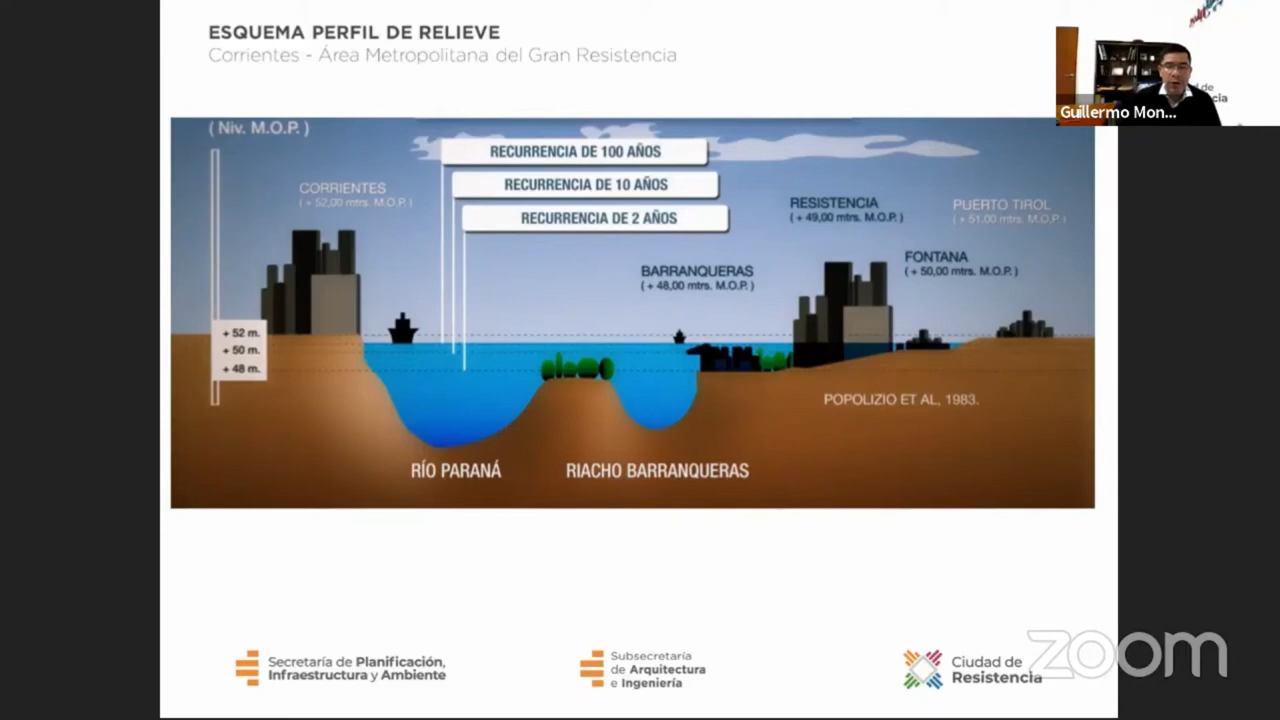 ESQUEMA PERFIL DE RELIEVE
Corrientes - Área Metropolitana del Gran Resistencia
Guillermo Mon...
( Niv. M.O.P. )
RECURRENCIA DE 100 AÑOS
RECURRENCIA DE 10 AÑOS
RECURRENCIA DE 2 AÑOS
CORRIENTES
( + 52,00 mtrs. M.O.P. )
RESISTENCIA
( + 49,00 mtrs. M.O.P. )
PUERTO TIROL
( + 51,00 mtrs. M.O.P. )
BARRANQUERAS
( + 48,00 mtrs. M.O.P. )
FONTANA
( + 50,00 mtrs. M.O.P. )
+ 52 m.
+ 50 m.
+ 48 m.
POPOLIZIO ET AL, 1983.
RÍO PARANÁ
RIACHO BARRANQUERAS
Secretaría de Planificación,
Infraestructura y Ambiente
Subsecretaría
de Arquitectura
e Ingeniería
Ciudad de
Resistencia
zoom